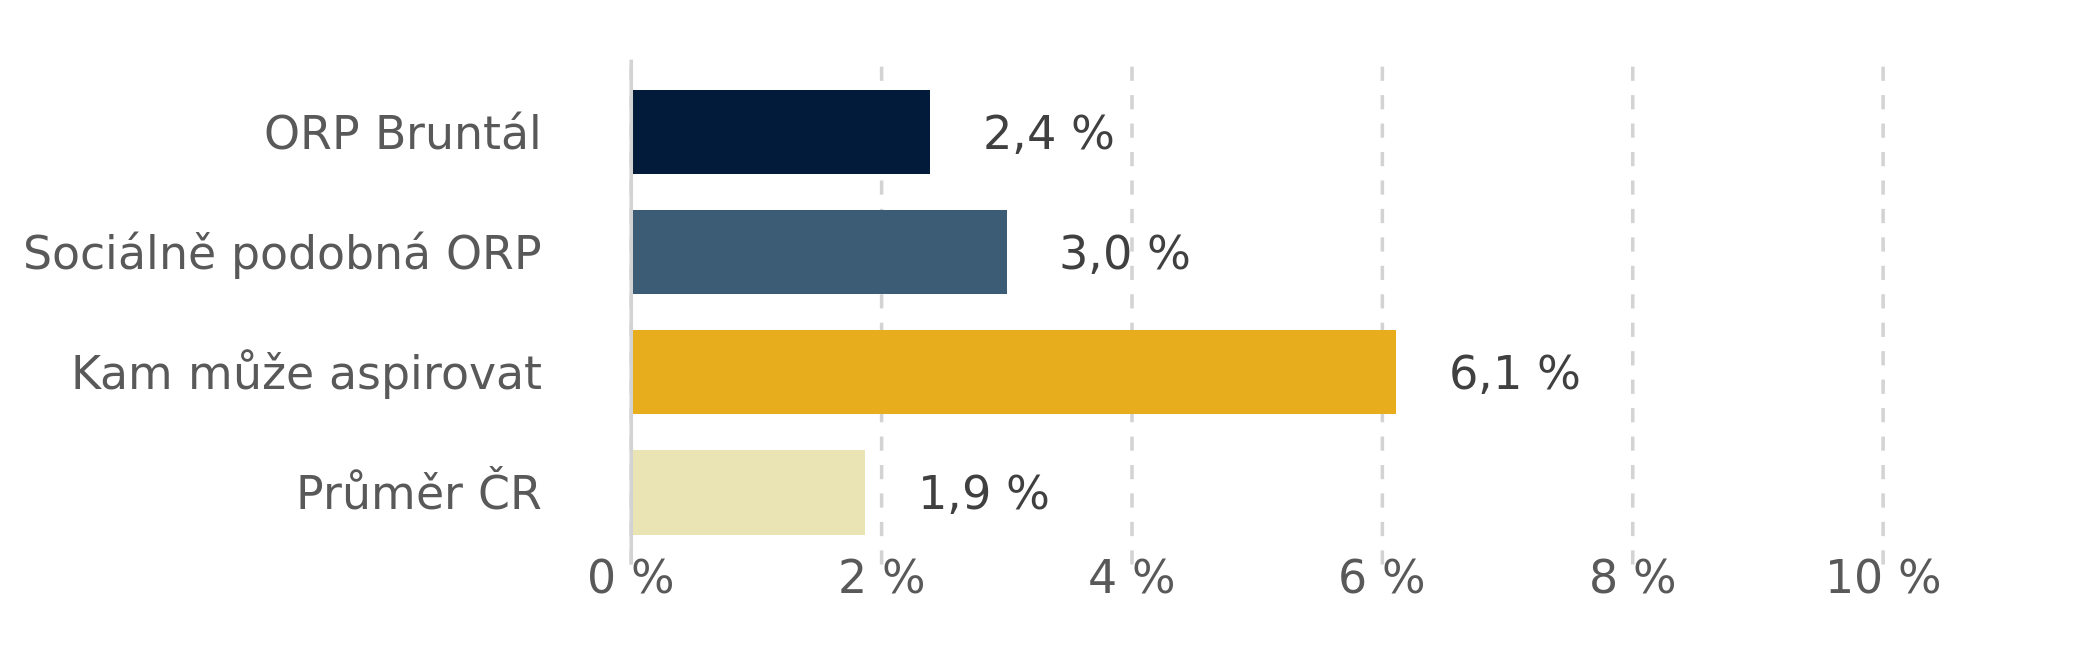 ORP Bruntál
2,4 %
Sociálně podobná ORP
3,0 %
Kam může aspirovat
6,1 %
Průměr ČR
1,9 %
0 % 2 % 4 % 6 % 8 % 10 %